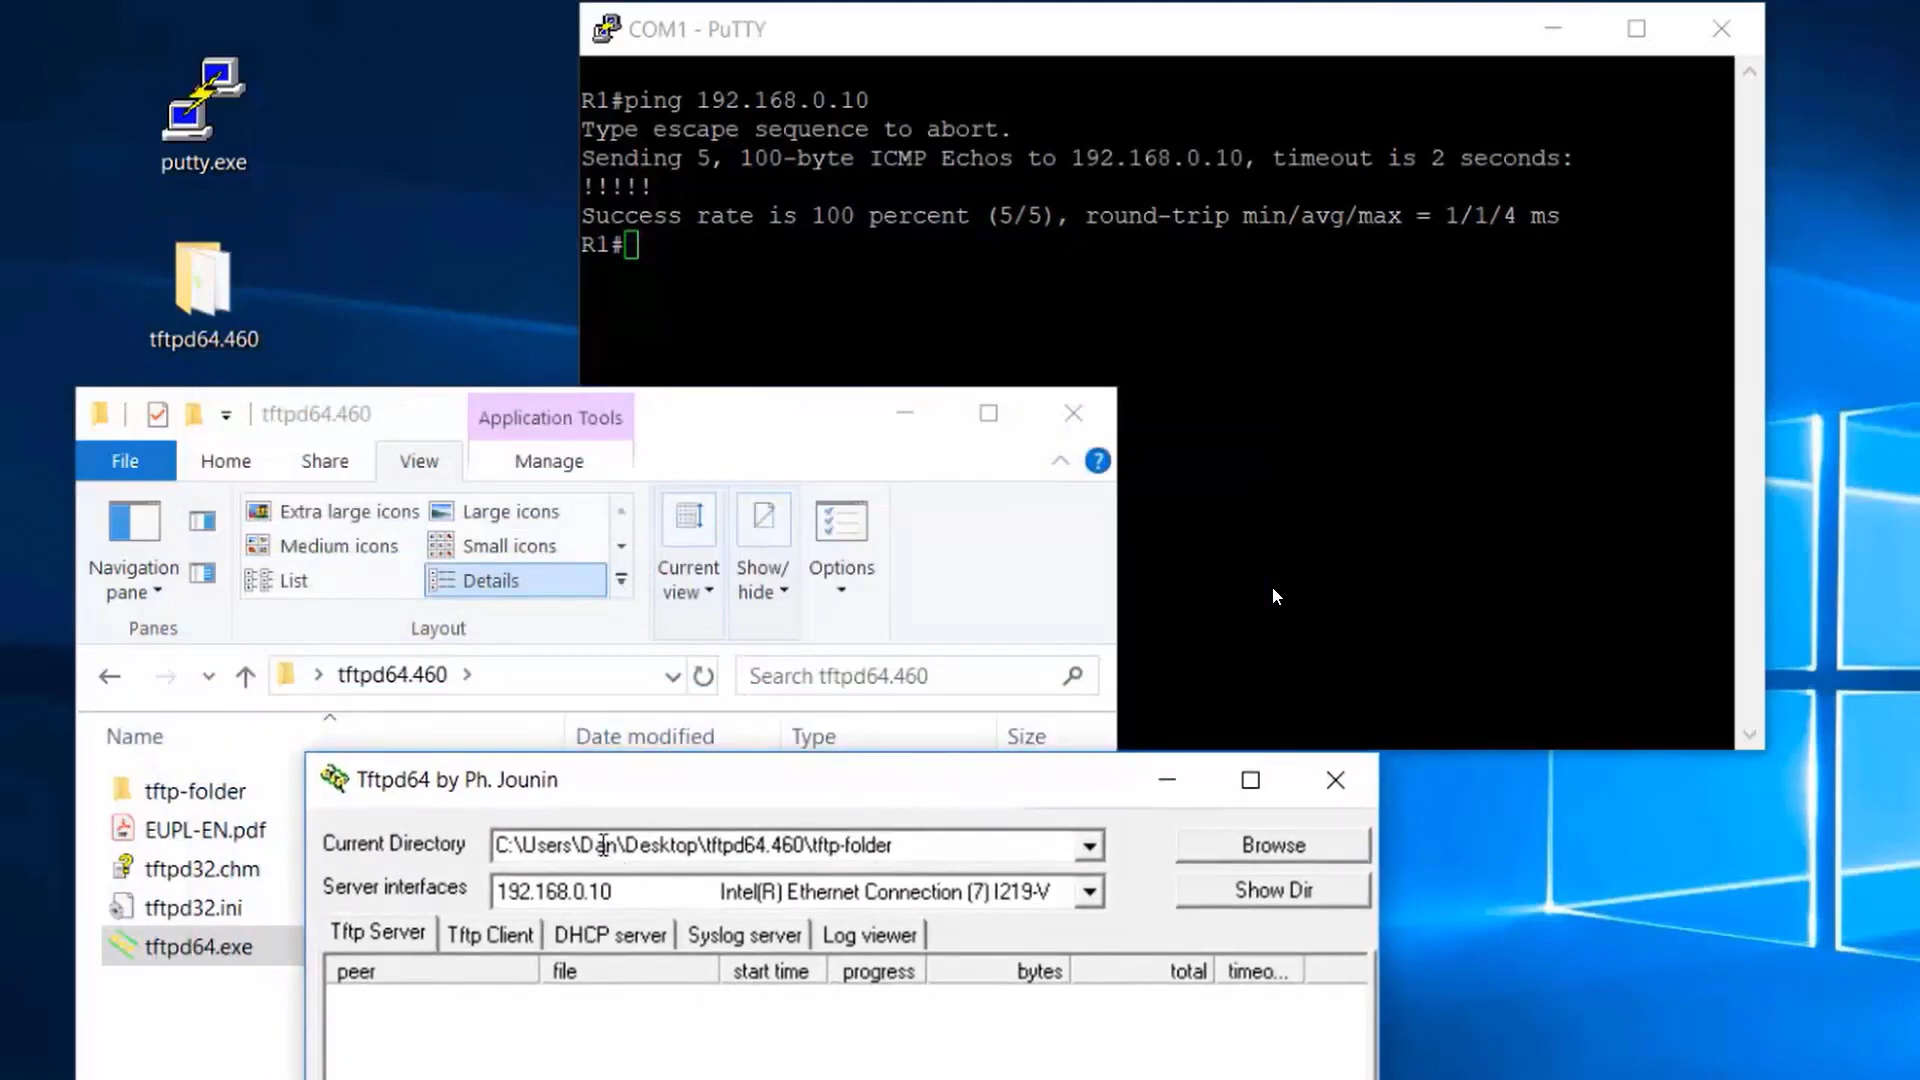 COM1 - PuTTY
R1#ping 192.168.0.10
Type escape sequence to abort.
Sending 5, 100-byte ICMP Echos to 192.168.0.10, timeout is 2 seconds:
!!!!!
Success rate is 100 percent (5/5), round-trip min/avg/max = 1/1/4 ms
R1#
putty.exe
tftpd64.460
tftpd64.460
Application Tools
File
Home
Share
View
Manage
?
Navigation
pane
Extra large icons
Large icons
Medium icons
Small icons
List
Details
Current
view
Show/
hide
Options
Panes
Layout
tftpd64.460
Search tftpd64.460
Name
Date modified
Type
Size
tftp-folder
EUPL-EN.pdf
tftpd32.chm
tftpd32.ini
tftpd64.exe
Tftpd64 by Ph. Jounin
Current Directory
C:\Users\Dan\Desktop\tftpd64.460\tftp-folder
Browse
Server interfaces
192.168.0.10 Intel(R) Ethernet Connection (7) I219-V
Show Dir
Tftp Server
Tftp Client
DHCP server
Syslog server
Log viewer
peer
file
start time
progress
bytes
total
timeo...